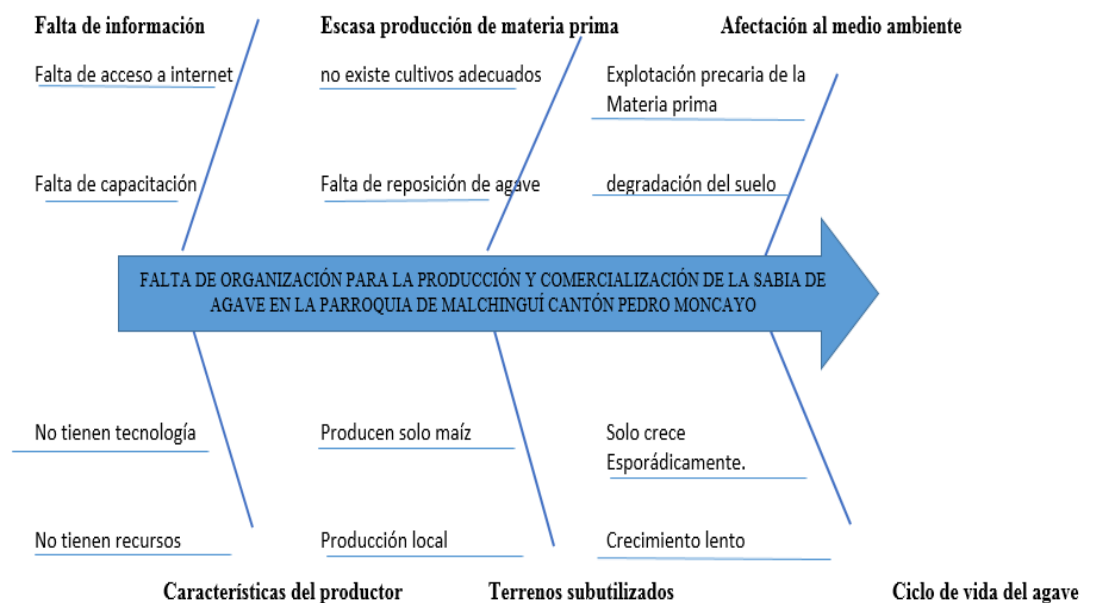 Falta de información
Escasa producción de materia prima
Afectación al medio ambiente
Falta de acceso a internet
no existe cultivos adecuados
Explotación precaria de la
Materia prima
Falta de capacitación
Falta de reposición de agave
degradación del suelo
FALTA DE ORGANIZACIÓN PARA LA PRODUCCIÓN Y COMERCIALIZACIÓN DE LA SABIA DE
AGAVE EN LA PARROQUIA DE MALCHINGUÍ CANTÓN PEDRO MONCAYO
No tienen tecnología
Producen solo maíz
Solo crece
Esporádicamente.
No tienen recursos
Producción local
Crecimiento lento
Características del productor
Terrenos subutilizados
Ciclo de vida del agave